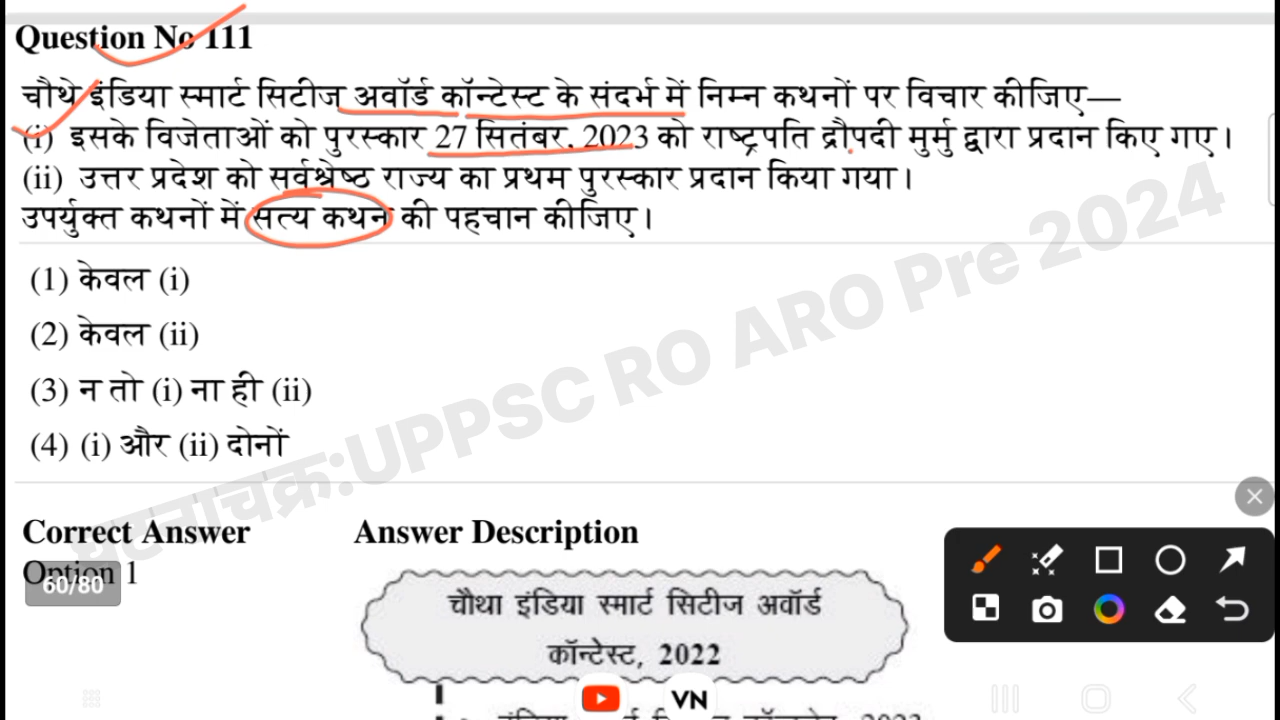 Question No 111
चौथे इंडिया स्मार्ट सिटीज अवॉर्ड कॉन्टेस्ट के संदर्भ में निम्न कथनों पर विचार कीजिए—
(i) इसके विजेताओं को पुरस्कार 27 सितंबर, 2023 को राष्ट्रपति द्रौपदी मुर्मु द्वारा प्रदान किए गए।
(ii) उत्तर प्रदेश को सर्वश्रेष्ठ राज्य का प्रथम पुरस्कार प्रदान किया गया।
उपर्युक्त कथनों में सत्य कथन की पहचान कीजिए।
(1) केवल (i)
(2) केवल (ii)
(3) न तो (i) ना ही (ii)
(4) (i) और (ii) दोनों
घटनाचक्र:UPPSC RO ARO Pre 2024
Correct Answer Answer Description
Option 1
60/80
चौथा इंडिया स्मार्ट सिटीज अवॉर्ड
कॉन्टेस्ट, 2022
VN